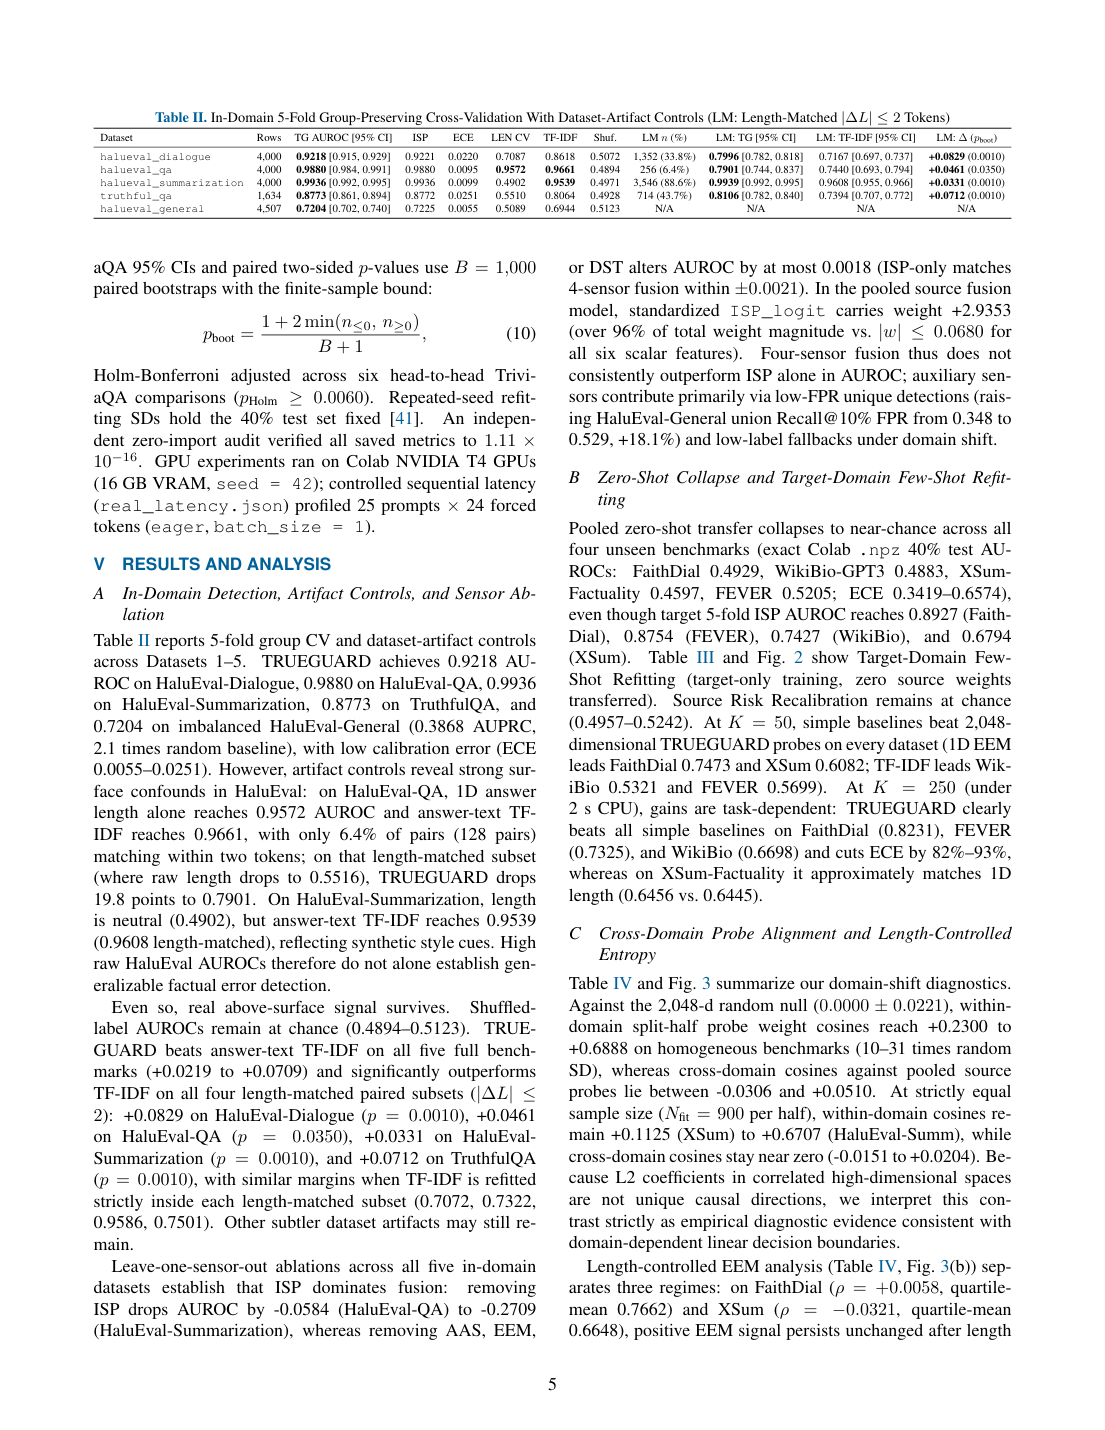 Table II. In-Domain 5-Fold Group-Preserving Cross-Validation With Dataset-Artifact Controls (LM: Length-Matched |ΔL| ≤ 2 Tokens)
Dataset Rows TG AUROC [95% CI] ISP ECE LEN CV TF-IDF Shuf. LM n (%) LM: TG [95% CI] LM: TF-IDF [95% CI] LM: Δ (pboot)
halueval_dialogue 4,000 0.9218 [0.915, 0.929] 0.9221 0.0220 0.7087 0.8618 0.5072 1,352 (33.8%) 0.7996 [0.782, 0.818] 0.7167 [0.697, 0.737] +0.0829 (0.0010)
halueval_qa 4,000 0.9880 [0.984, 0.991] 0.9880 0.0095 0.9572 0.9661 0.4894 256 (6.4%) 0.7901 [0.744, 0.837] 0.7440 [0.693, 0.794] +0.0461 (0.0350)
halueval_summarization 4,000 0.9936 [0.992, 0.995] 0.9936 0.0099 0.4902 0.9539 0.4971 3,546 (88.6%) 0.9939 [0.992, 0.995] 0.9608 [0.955, 0.966] +0.0331 (0.0010)
truthful_qa 1,634 0.8773 [0.861, 0.894] 0.8772 0.0251 0.5510 0.8064 0.4928 714 (43.7%) 0.8106 [0.782, 0.840] 0.7394 [0.707, 0.772] +0.0712 (0.0010)
halueval_general 4,507 0.7204 [0.702, 0.740] 0.7225 0.0055 0.5089 0.6944 0.5123 N/A N/A N/A N/A
aQA 95% CIs and paired two-sided p-values use B = 1,000
paired bootstraps with the finite-sample bound:
pboot = (1 + 2 min(n≤0, n≥0)) / (B + 1), (10)
Holm-Bonferroni adjusted across six head-to-head Trivi-
aQA comparisons (pHolm ≥ 0.0060). Repeated-seed refit-
ting SDs hold the 40% test set fixed [41]. An indepen-
dent zero-import audit verified all saved metrics to 1.11 ×
10−16. GPU experiments ran on Colab NVIDIA T4 GPUs
(16 GB VRAM, seed = 42); controlled sequential latency
(real_latency.json) profiled 25 prompts × 24 forced
tokens (eager, batch_size = 1).
V RESULTS AND ANALYSIS
A In-Domain Detection, Artifact Controls, and Sensor Ab-
lation
Table II reports 5-fold group CV and dataset-artifact controls
across Datasets 1–5. TRUEGUARD achieves 0.9218 AU-
ROC on HaluEval-Dialogue, 0.9880 on HaluEval-QA, 0.9936
on HaluEval-Summarization, 0.8773 on TruthfulQA, and
0.7204 on imbalanced HaluEval-General (0.3868 AUPRC,
2.1 times random baseline), with low calibration error (ECE
0.0055–0.0251). However, artifact controls reveal strong sur-
face confounds in HaluEval: on HaluEval-QA, 1D answer
length alone reaches 0.9572 AUROC and answer-text TF-
IDF reaches 0.9661, with only 6.4% of pairs (128 pairs)
matching within two tokens; on that length-matched subset
(where raw length drops to 0.5516), TRUEGUARD drops
19.8 points to 0.7901. On HaluEval-Summarization, length
is neutral (0.4902), but answer-text TF-IDF reaches 0.9539
(0.9608 length-matched), reflecting synthetic style cues. High
raw HaluEval AUROCs therefore do not alone establish gen-
eralizable factual error detection.
Even so, real above-surface signal survives. Shuffled-
label AUROCs remain at chance (0.4894–0.5123). TRUE-
GUARD beats answer-text TF-IDF on all five full bench-
marks (+0.0219 to +0.0709) and significantly outperforms
TF-IDF on all four length-matched paired subsets (|ΔL| ≤
2): +0.0829 on HaluEval-Dialogue (p = 0.0010), +0.0461
on HaluEval-QA (p = 0.0350), +0.0331 on HaluEval-
Summarization (p = 0.0010), and +0.0712 on TruthfulQA
(p = 0.0010), with similar margins when TF-IDF is refitted
strictly inside each length-matched subset (0.7072, 0.7322,
0.9586, 0.7501). Other subtler dataset artifacts may still re-
main.
Leave-one-sensor-out ablations across all five in-domain
datasets establish that ISP dominates fusion: removing
ISP drops AUROC by -0.0584 (HaluEval-QA) to -0.2709
(HaluEval-Summarization), whereas removing AAS, EEM,
or DST alters AUROC by at most 0.0018 (ISP-only matches
4-sensor fusion within ±0.0021). In the pooled source fusion
model, standardized ISP_logit carries weight +2.9353
(over 96% of total weight magnitude vs. |w| ≤ 0.0680 for
all six scalar features). Four-sensor fusion thus does not
consistently outperform ISP alone in AUROC; auxiliary sen-
sors contribute primarily via low-FPR unique detections (rais-
ing HaluEval-General union Recall@10% FPR from 0.348 to
0.529, +18.1%) and low-label fallbacks under domain shift.
B Zero-Shot Collapse and Target-Domain Few-Shot Refit-
ting
Pooled zero-shot transfer collapses to near-chance across all
four unseen benchmarks (exact Colab .npz 40% test AU-
ROCs: FaithDial 0.4929, WikiBio-GPT3 0.4883, XSum-
Factuality 0.4597, FEVER 0.5205; ECE 0.3419–0.6574),
even though target 5-fold ISP AUROC reaches 0.8927 (Faith-
Dial), 0.8754 (FEVER), 0.7427 (WikiBio), and 0.6794
(XSum). Table III and Fig. 2 show Target-Domain Few-
Shot Refitting (target-only training, zero source weights
transferred). Source Risk Recalibration remains at chance
(0.4957–0.5242). At K = 50, simple baselines beat 2,048-
dimensional TRUEGUARD probes on every dataset (1D EEM
leads FaithDial 0.7473 and XSum 0.6082; TF-IDF leads Wik-
iBio 0.5321 and FEVER 0.5699). At K = 250 (under
2 s CPU), gains are task-dependent: TRUEGUARD clearly
beats all simple baselines on FaithDial (0.8231), FEVER
(0.7325), and WikiBio (0.6698) and cuts ECE by 82%–93%,
whereas on XSum-Factuality it approximately matches 1D
length (0.6456 vs. 0.6445).
C Cross-Domain Probe Alignment and Length-Controlled
Entropy
Table IV and Fig. 3 summarize our domain-shift diagnostics.
Against the 2,048-d random null (0.0000 ± 0.0221), within-
domain split-half probe weight cosines reach +0.2300 to
+0.6888 on homogeneous benchmarks (10–31 times random
SD), whereas cross-domain cosines against pooled source
probes lie between -0.0306 and +0.0510. At strictly equal
sample size (Nfit = 900 per half), within-domain cosines re-
main +0.1125 (XSum) to +0.6707 (HaluEval-Summ), while
cross-domain cosines stay near zero (-0.0151 to +0.0204). Be-
cause L2 coefficients in correlated high-dimensional spaces
are not unique causal directions, we interpret this con-
trast strictly as empirical diagnostic evidence consistent with
domain-dependent linear decision boundaries.
Length-controlled EEM analysis (Table IV, Fig. 3(b)) sep-
arates three regimes: on FaithDial (ρ = +0.0058, quartile-
mean 0.7662) and XSum (ρ = −0.0321, quartile-mean
0.6648), positive EEM signal persists unchanged after length
5